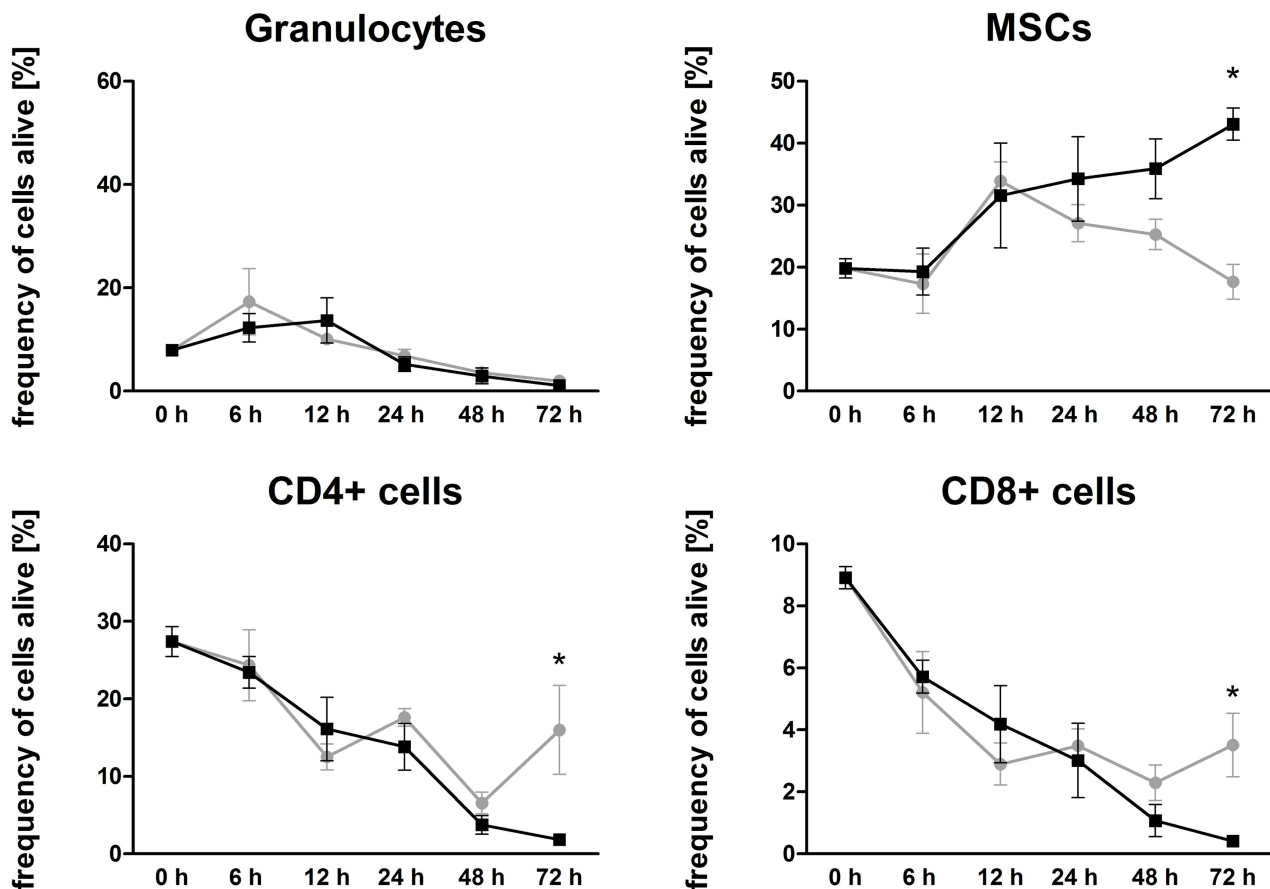 Granulocytes
frequency of cells alive [%]
60
40
20
0
0 h 6 h 12 h 24 h 48 h 72 h
MSCs
frequency of cells alive [%]
*
50
40
30
20
10
0
0 h 6 h 12 h 24 h 48 h 72 h
CD4+ cells
frequency of cells alive [%]
40
30
20
10
0
*
0 h 6 h 12 h 24 h 48 h 72 h
CD8+ cells
frequency of cells alive [%]
10
8
6
4
2
0
*
0 h 6 h 12 h 24 h 48 h 72 h